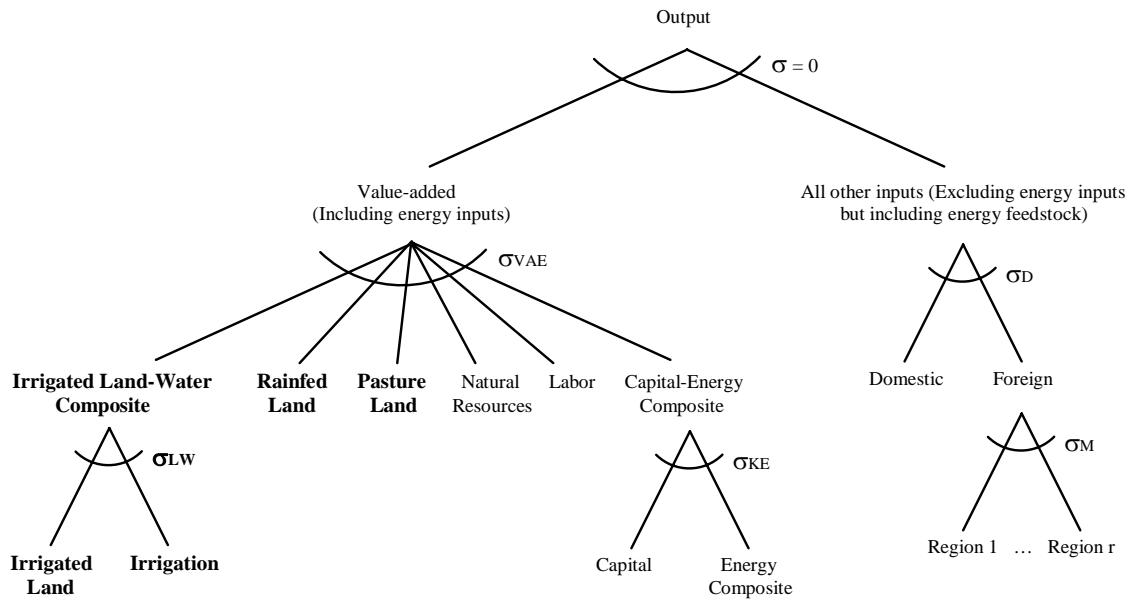 Output
σ = 0
Value-added
(Including energy inputs)
All other inputs (Excluding energy inputs
but including energy feedstock)
σVAE
σD
Irrigated Land-Water
Composite
Rainfed
Land
Pasture
Land
Natural
Resources
Labor
Capital-Energy
Composite
Domestic
Foreign
σLW
σKE
σM
Irrigated
Land
Irrigation
Capital
Energy
Composite
Region 1 … Region r